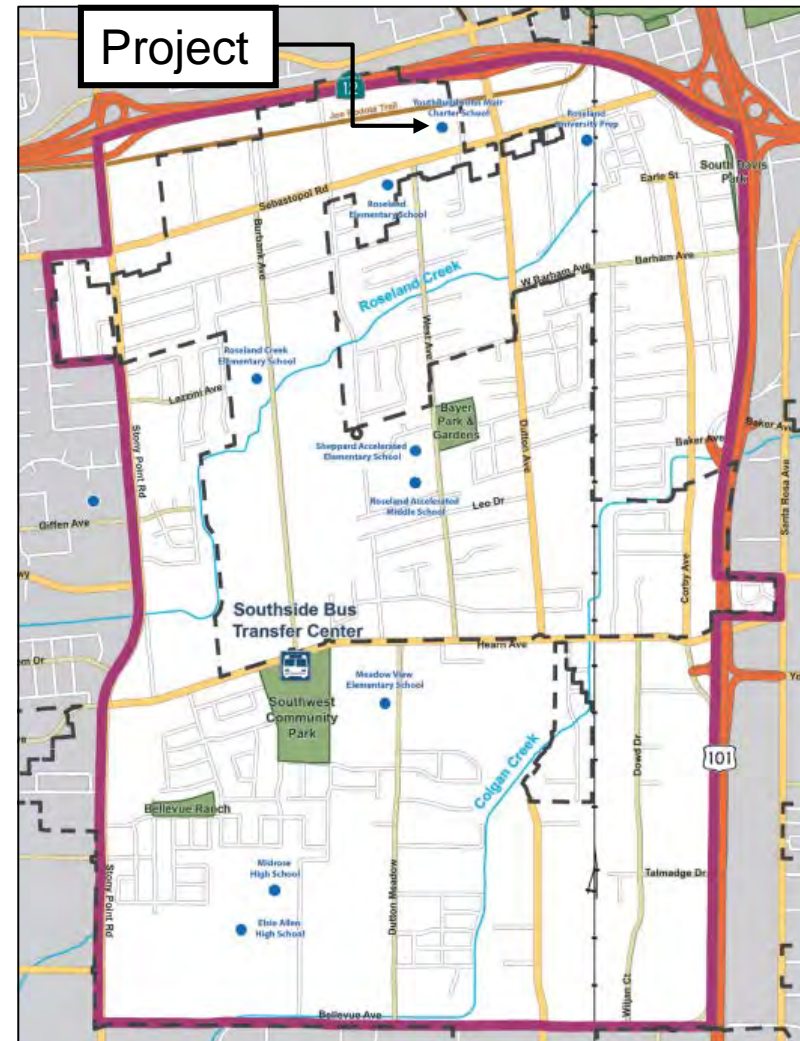 Project
12
Joe Rodota Trail
Charter School
Roseland
University Prep
Sebastopol Rd
Roseland
Elementary School
Burbank Ave
Earle St
South Davis
Park
Roseland Creek
W Barham Ave
Barham Ave
West Ave
Roseland Creek
Elementary School
Lazzini Ave
Bayer
Park &
Gardens
Dutton Ave
Stony Point Rd
Sheppard Accelerated
Elementary School
Baker Ave
Baker Ave
Roseland Accelerated
Middle School
Leo Dr
Santa Rosa Ave
Giffen Ave
Corby Ave
Southside Bus
Transfer Center
Hearn Ave
Meadow View
Elementary School
Southwest
Community
Park
Colgan Creek
Dowd Dr
101
Bellevue Ranch
Midrose
High School
Stony Point Rd
Dutton Meadow
Talmadge Dr
Elsie Allen
High School
Wiljan Ct
Bellevue Ave